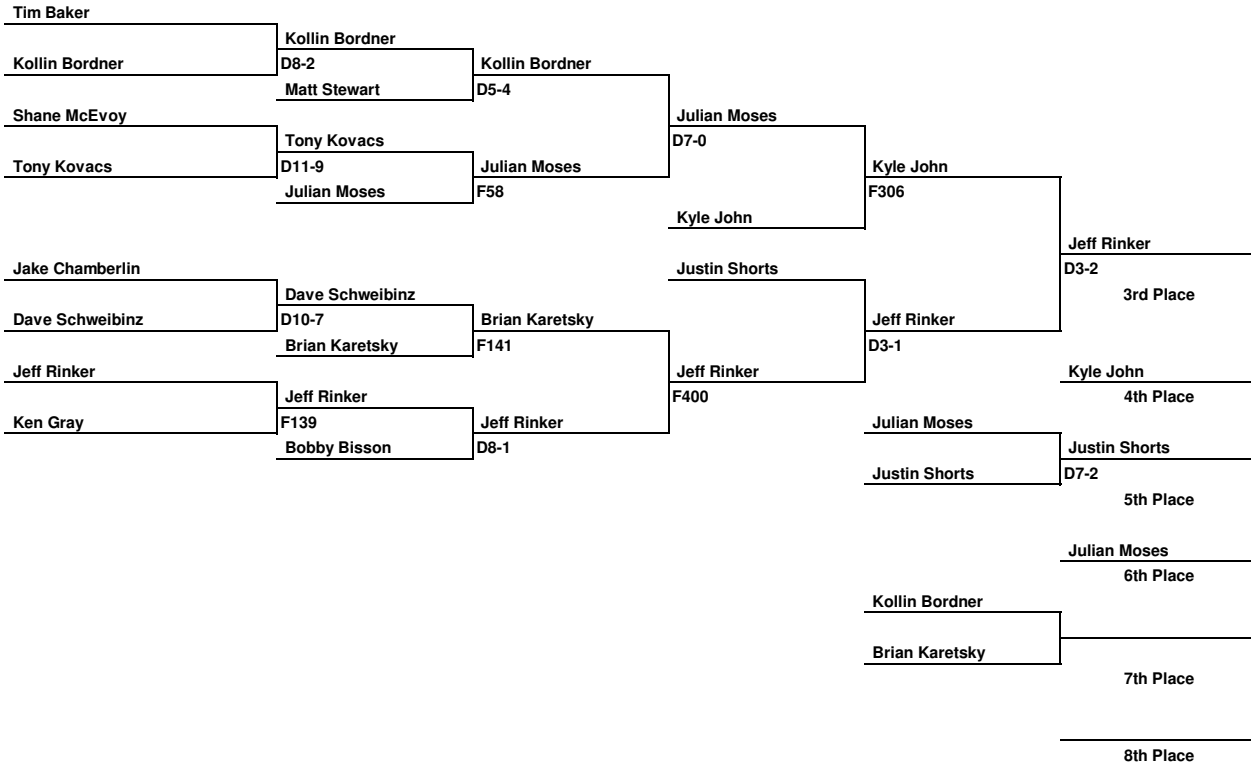 Tim Baker
Kollin Bordner
Kollin Bordner
D8-2
Kollin Bordner
Matt Stewart
D5-4
Shane McEvoy
Julian Moses
Tony Kovacs
D7-0
Tony Kovacs
D11-9
Julian Moses
Kyle John
Julian Moses
F58
F306
Kyle John
Jeff Rinker
Jake Chamberlin
Justin Shorts
D3-2
Dave Schweibinz
3rd Place
Dave Schweibinz
D10-7
Brian Karetsky
Jeff Rinker
Brian Karetsky
F141
D3-1
Jeff Rinker
Jeff Rinker
Kyle John
Jeff Rinker
F400
4th Place
Ken Gray
F139
Jeff Rinker
Julian Moses
Bobby Bisson
D8-1
Justin Shorts
Justin Shorts
D7-2
5th Place
Julian Moses
6th Place
Kollin Bordner
Brian Karetsky
7th Place
8th Place